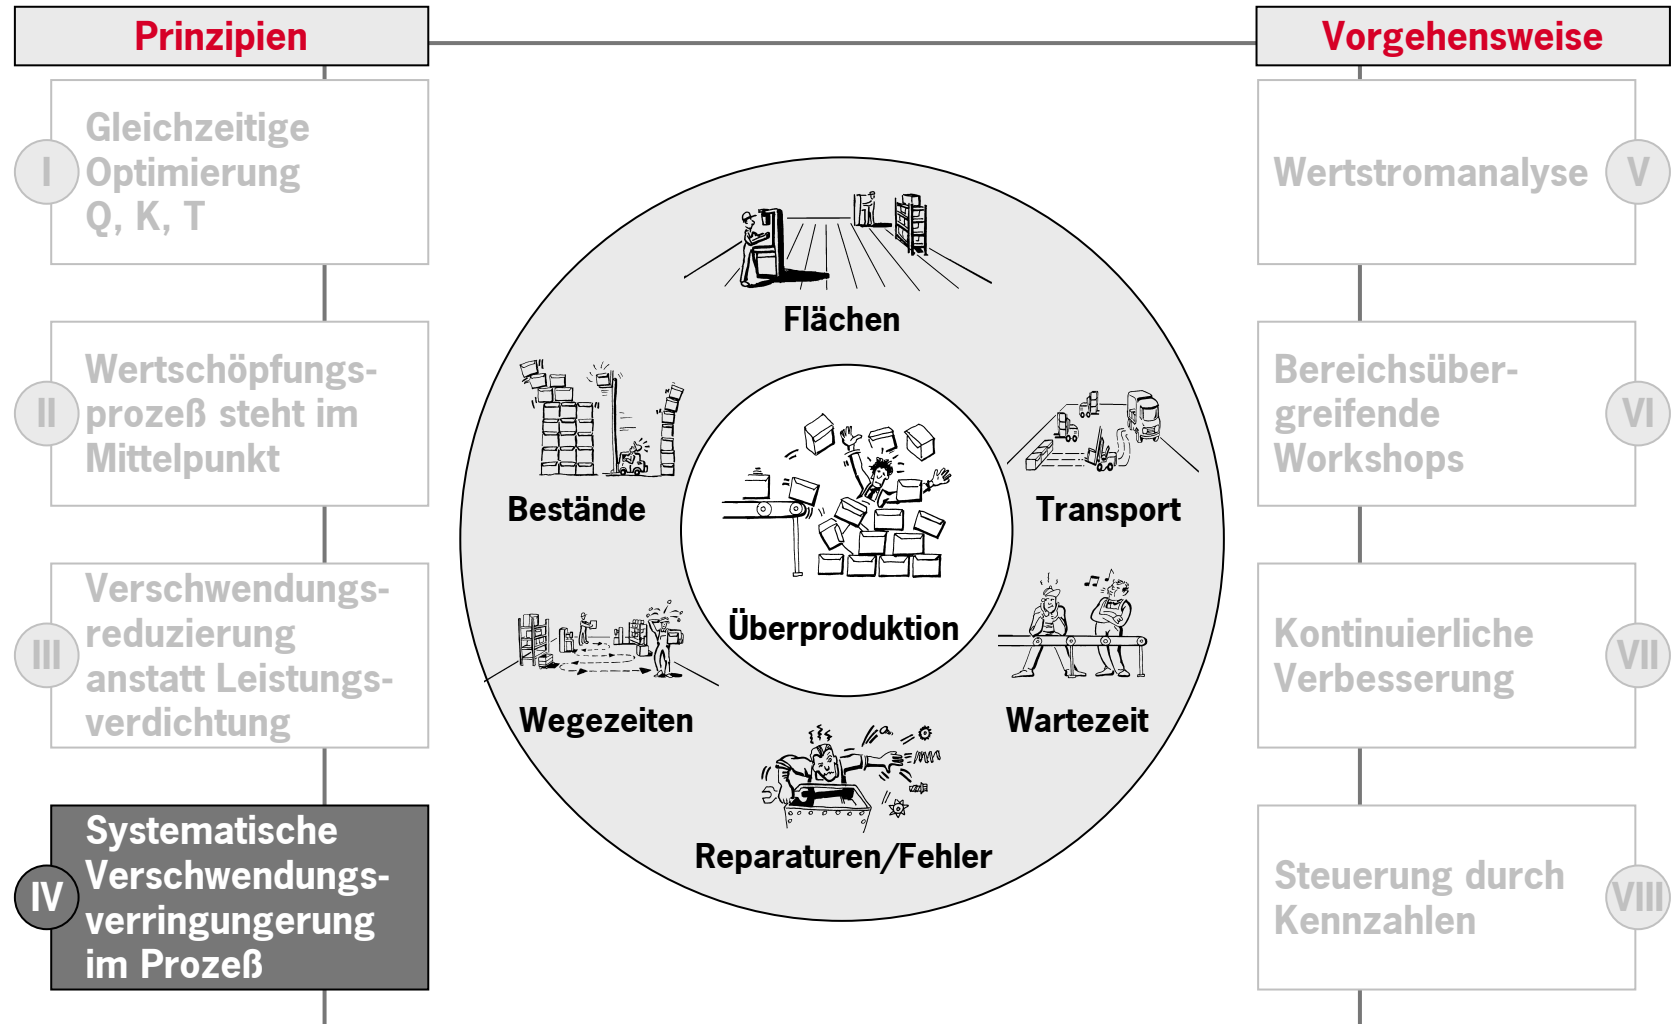 Prinzipien
I
Gleichzeitige
Optimierung
Q, K, T
II
Wertschöpfungs-
prozeß steht im
Mittelpunkt
III
Verschwendungs-
reduzierung
anstatt Leistungs-
verdichtung
IV
Systematische
Verschwendungs-
verringungerung
im Prozeß
Flächen
Bestände
Transport
Überproduktion
Wegezeiten
Wartezeit
Reparaturen/Fehler
Vorgehensweise
Wertstromanalyse
V
Bereichsüber-
greifende
Workshops
VI
Kontinuierliche
Verbesserung
VII
Steuerung durch
Kennzahlen
VIII